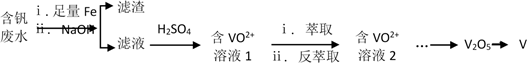 含钒废水
ⅰ. 足量 Fe
ⅱ. NaOH
滤渣
滤液
H₂SO₄
含 VO²⁺
溶液 1
ⅰ. 萃取
ⅱ. 反萃取
含 VO²⁺
溶液 2
… V₂O₅ V